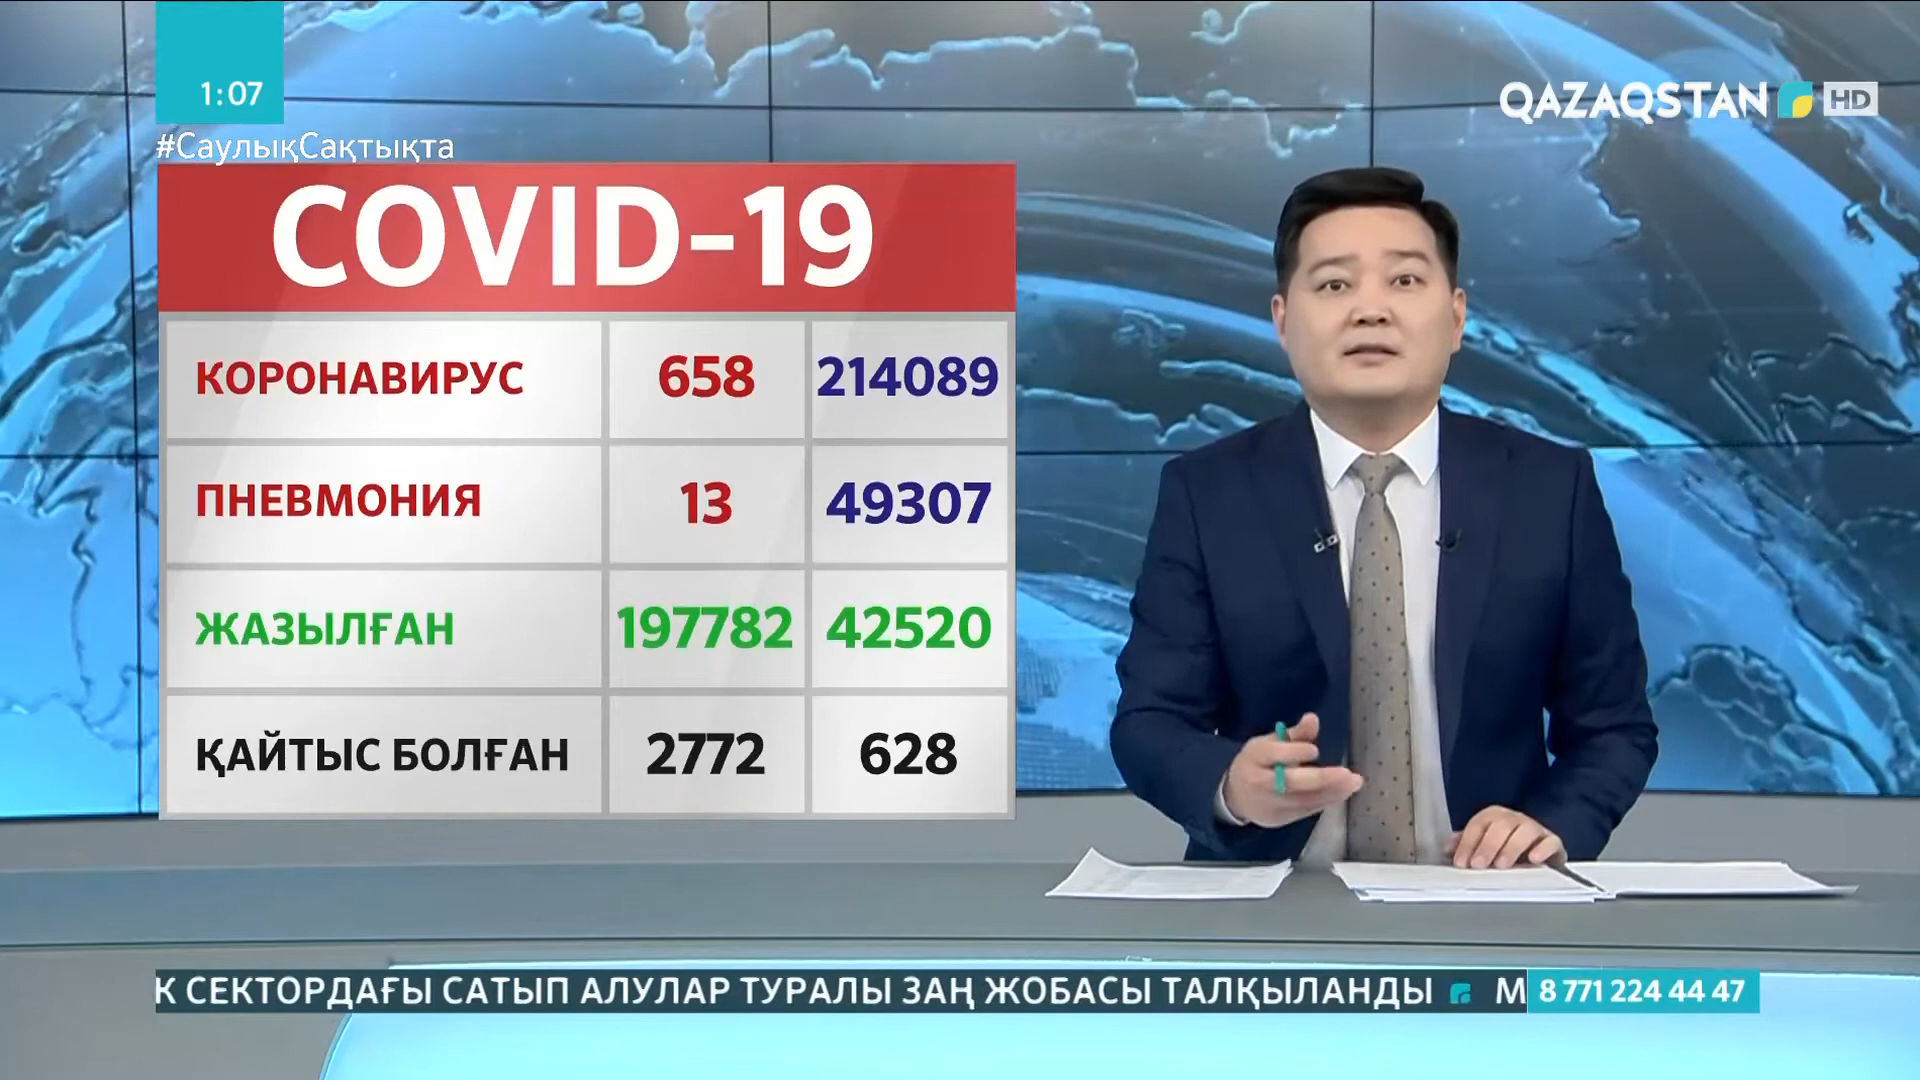 1:07
#СаулықСақтықта
QAZAQSTAN HD
COVID-19
КОРОНАВИРУС 658 214089
ПНЕВМОНИЯ 13 49307
ЖАЗЫЛҒАН 197782 42520
ҚАЙТЫС БОЛҒАН 2772 628
К СЕКТОРДАҒЫ САТЫП АЛУЛАР ТУРАЛЫ ЗАҢ ЖОБАСЫ ТАЛҚЫЛАНДЫ М
8 771 224 44 47